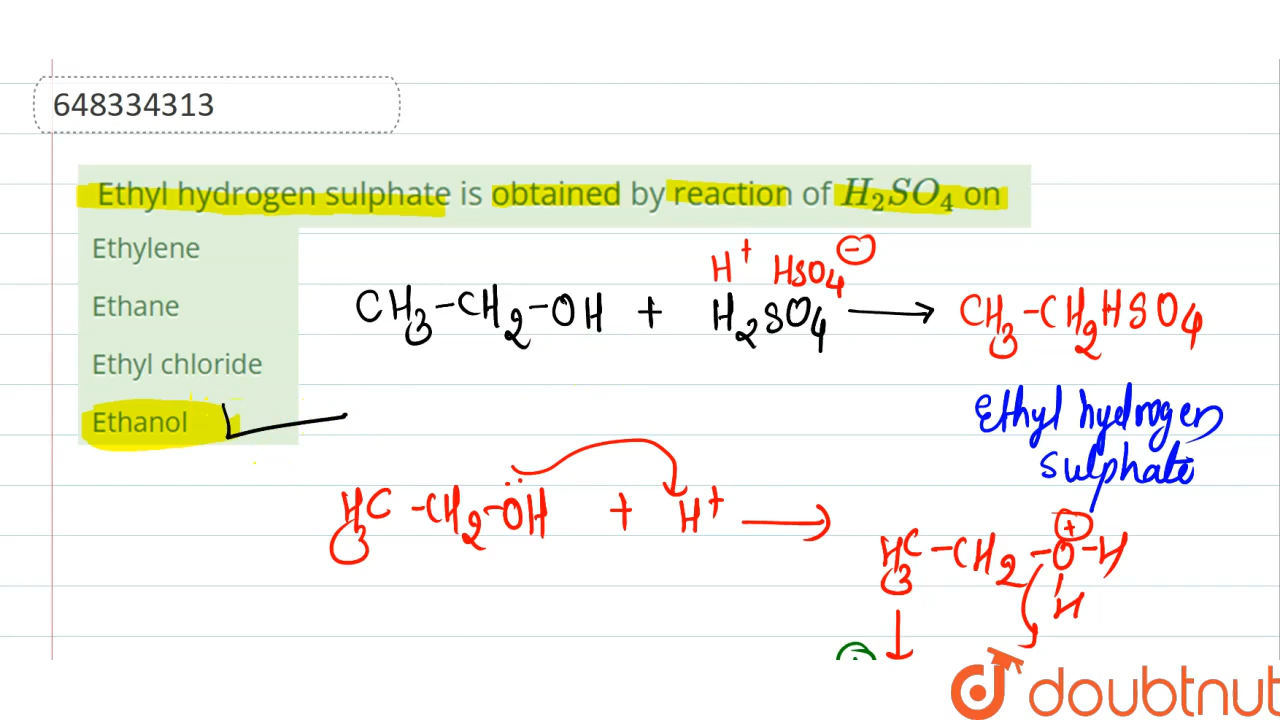 648334313
Ethyl hydrogen sulphate is obtained by reaction of H₂SO₄ on
Ethylene
Ethane
Ethyl chloride
Ethanol
H⁺ HSO₄⊖
CH₃-CH₂-OH + H₂SO₄ ⟶ CH₃-CH₂HSO₄
Ethyl hydrogen
sulphate
H₃C-CH₂-ÖH + H⁺ ⟶
H₃C-CH₂-O-H
+
H
doubtnut